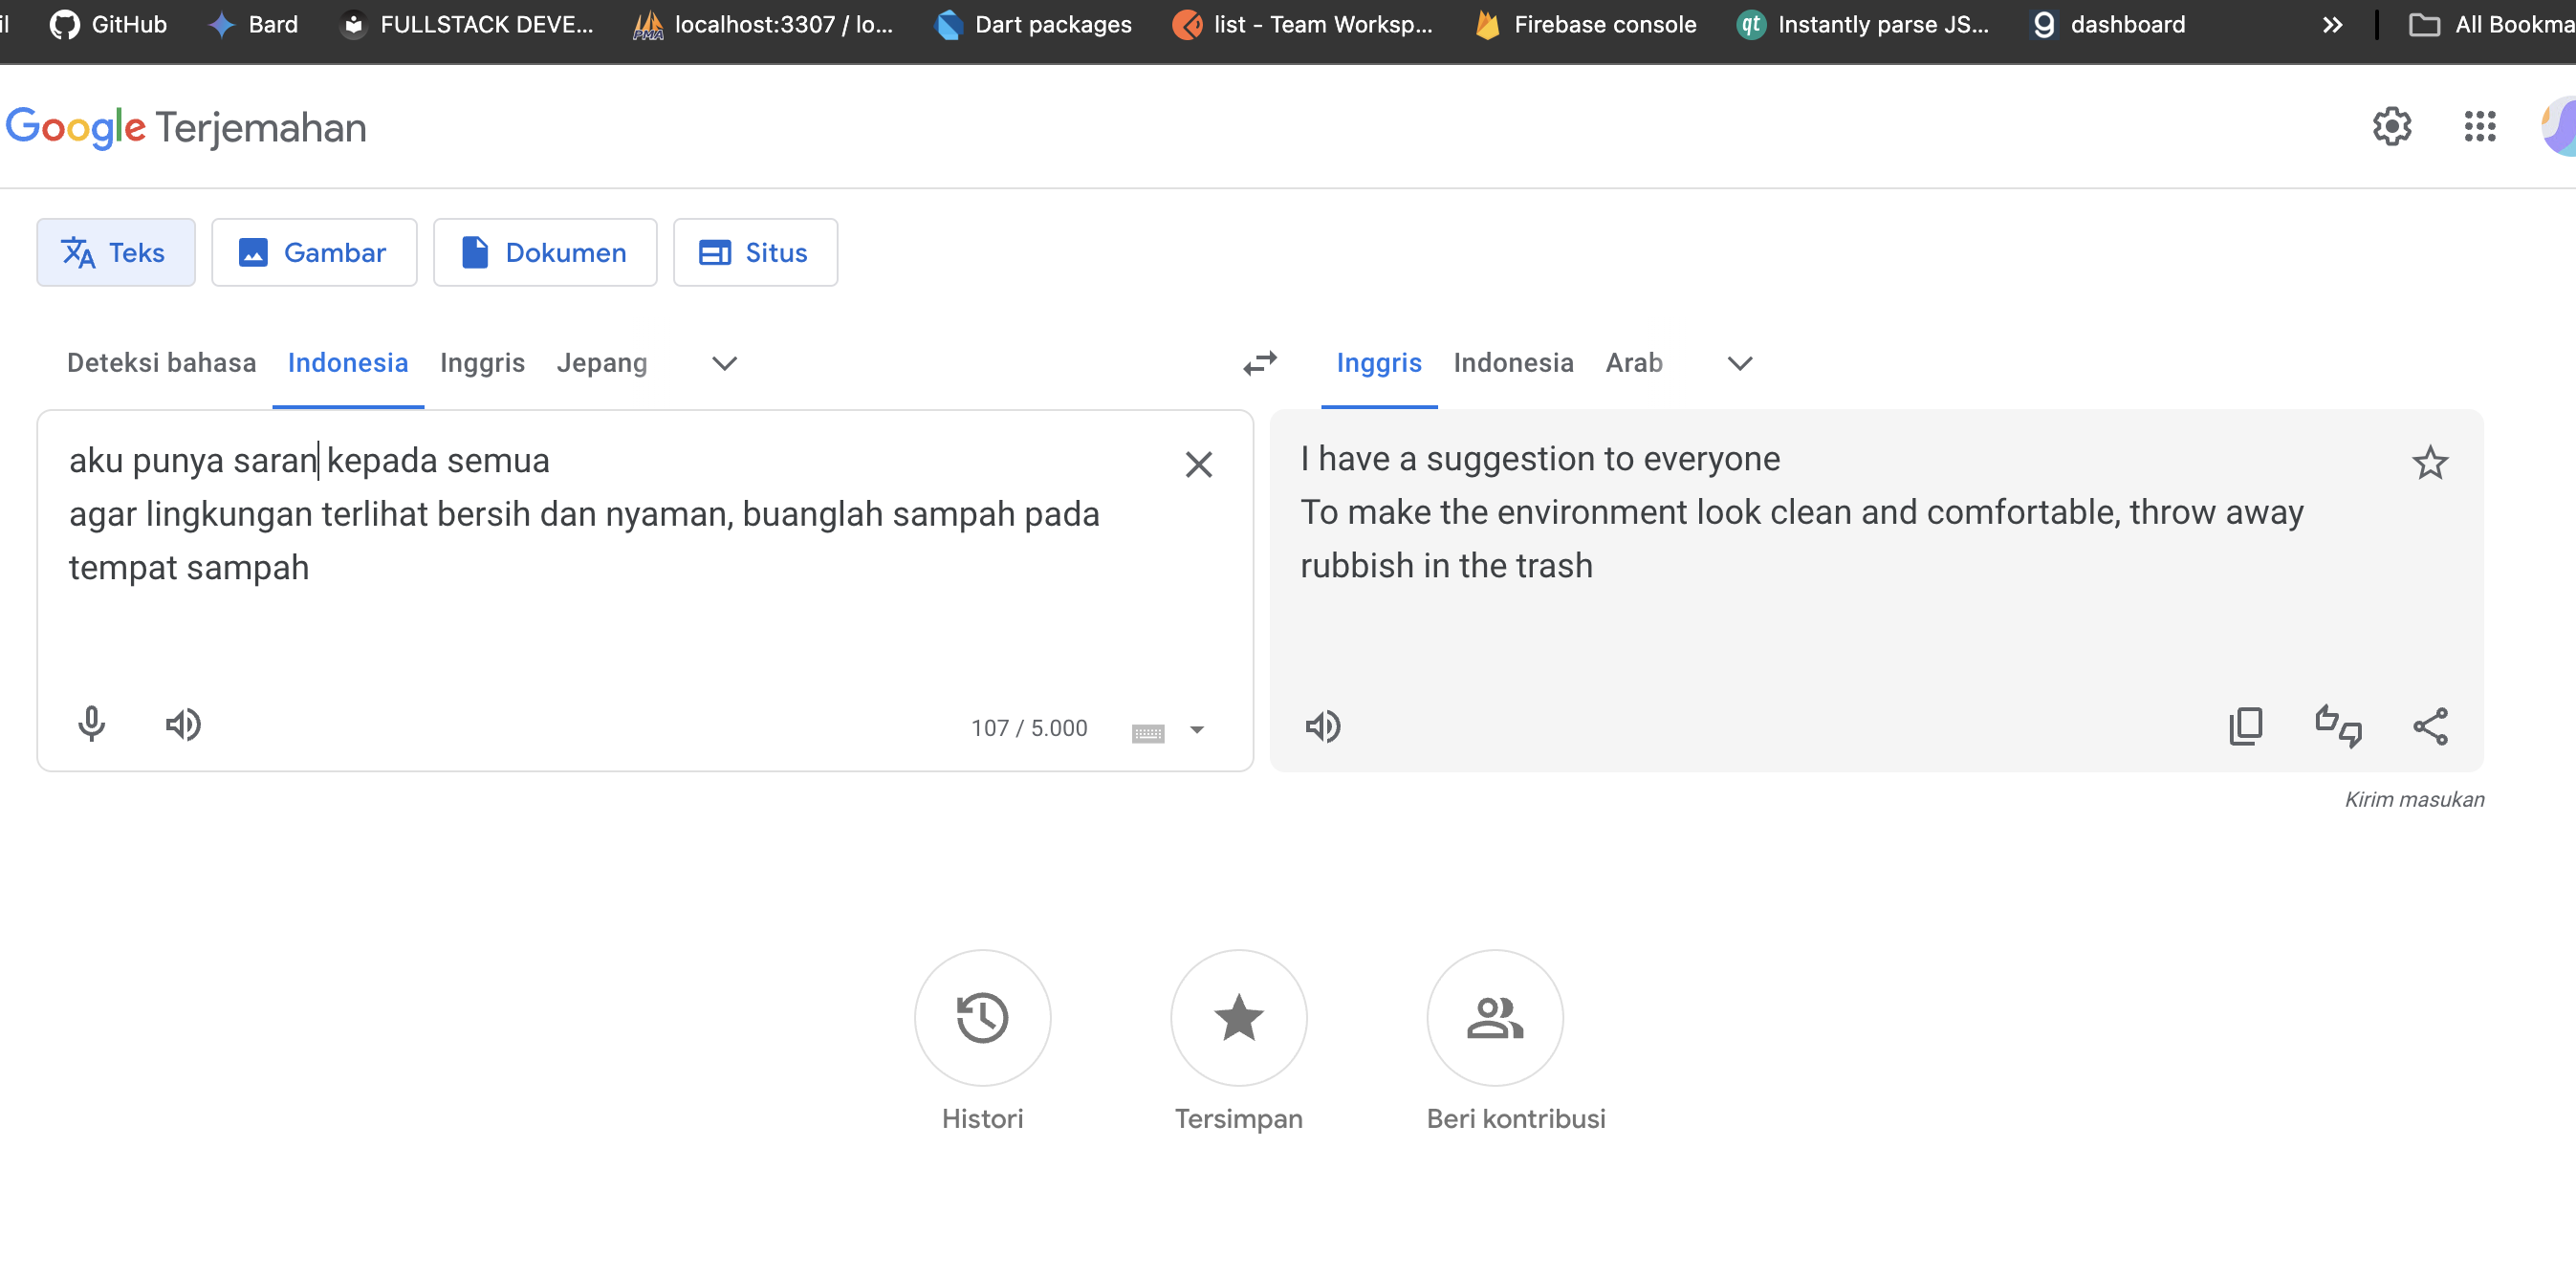 GitHub Bard FULLSTACK DEVE... localhost:3307 / lo... Dart packages list - Team Worksp... Firebase console Instantly parse JS... dashboard All Bookma
Google Terjemahan
Teks Gambar Dokumen Situs
Deteksi bahasa Indonesia Inggris Jepang Inggris Indonesia Arab
aku punya saran kepada semua
agar lingkungan terlihat bersih dan nyaman, buanglah sampah pada
tempat sampah
107 / 5.000
I have a suggestion to everyone
To make the environment look clean and comfortable, throw away
rubbish in the trash
Kirim masukan
Histori Tersimpan Beri kontribusi